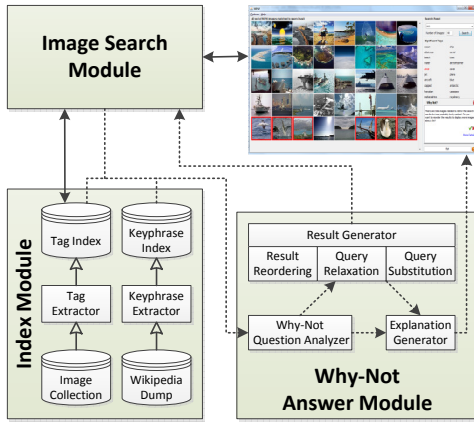 Image Search
Module
Index Module
Tag Index
Keyphrase
Index
Tag
Extractor
Keyphrase
Extractor
Image
Collection
Wikipedia
Dump
Result Generator
Result
Reordering
Query
Relaxation
Query
Substitution
Why-Not
Question Analyzer
Explanation
Generator
Why-Not
Answer Module